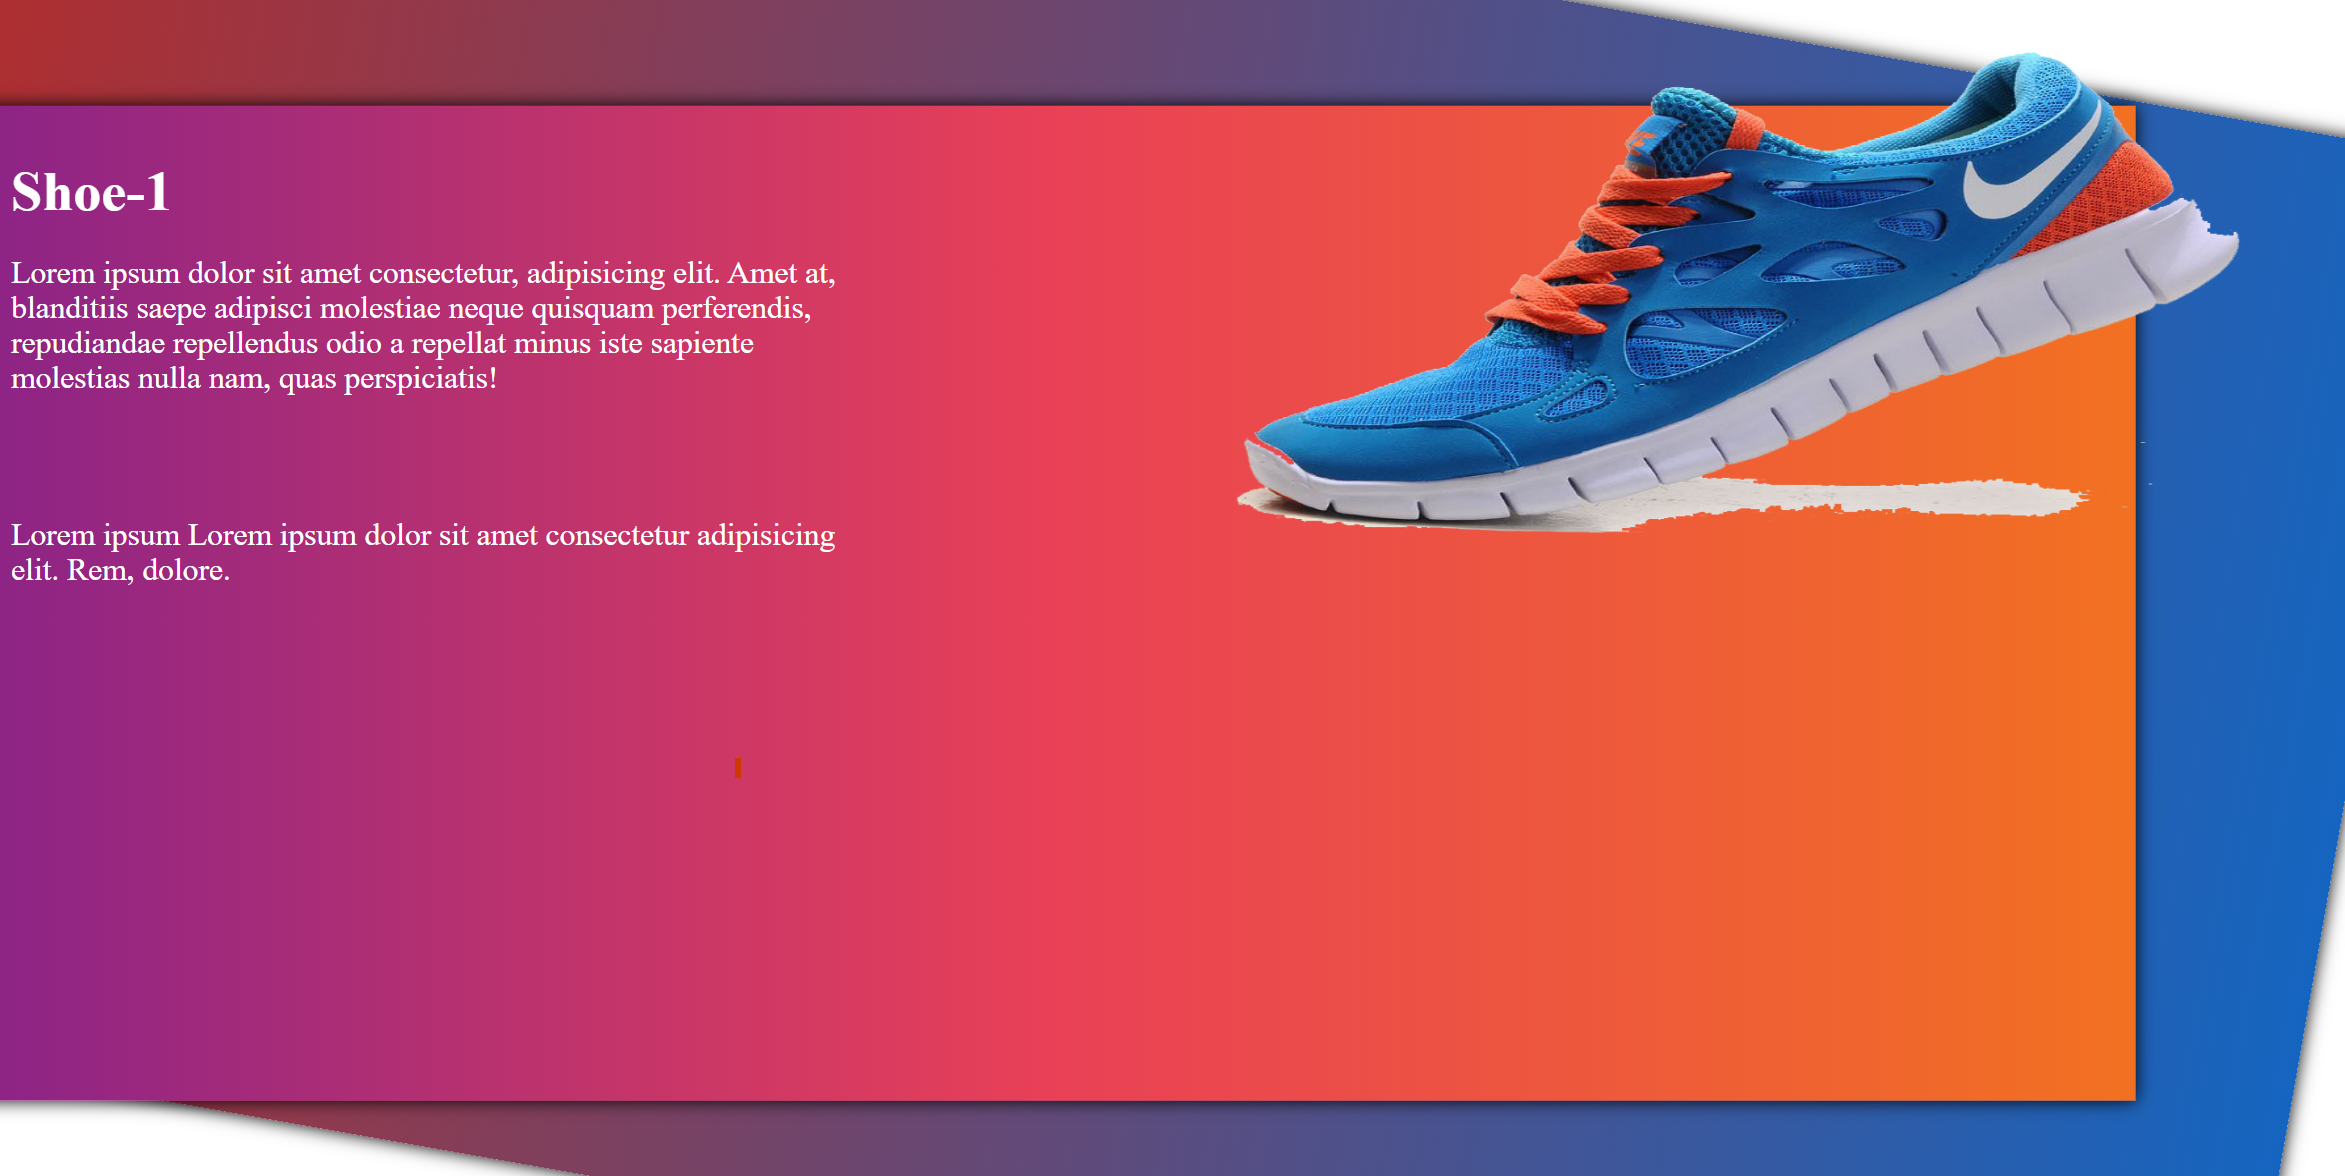 Shoe-1
Lorem ipsum dolor sit amet consectetur, adipisicing elit. Amet at,
blanditiis saepe adipisci molestiae neque quisquam perferendis,
repudiandae repellendus odio a repellat minus iste sapiente
molestias nulla nam, quas perspiciatis!
Lorem ipsum Lorem ipsum dolor sit amet consectetur adipisicing
elit. Rem, dolore.